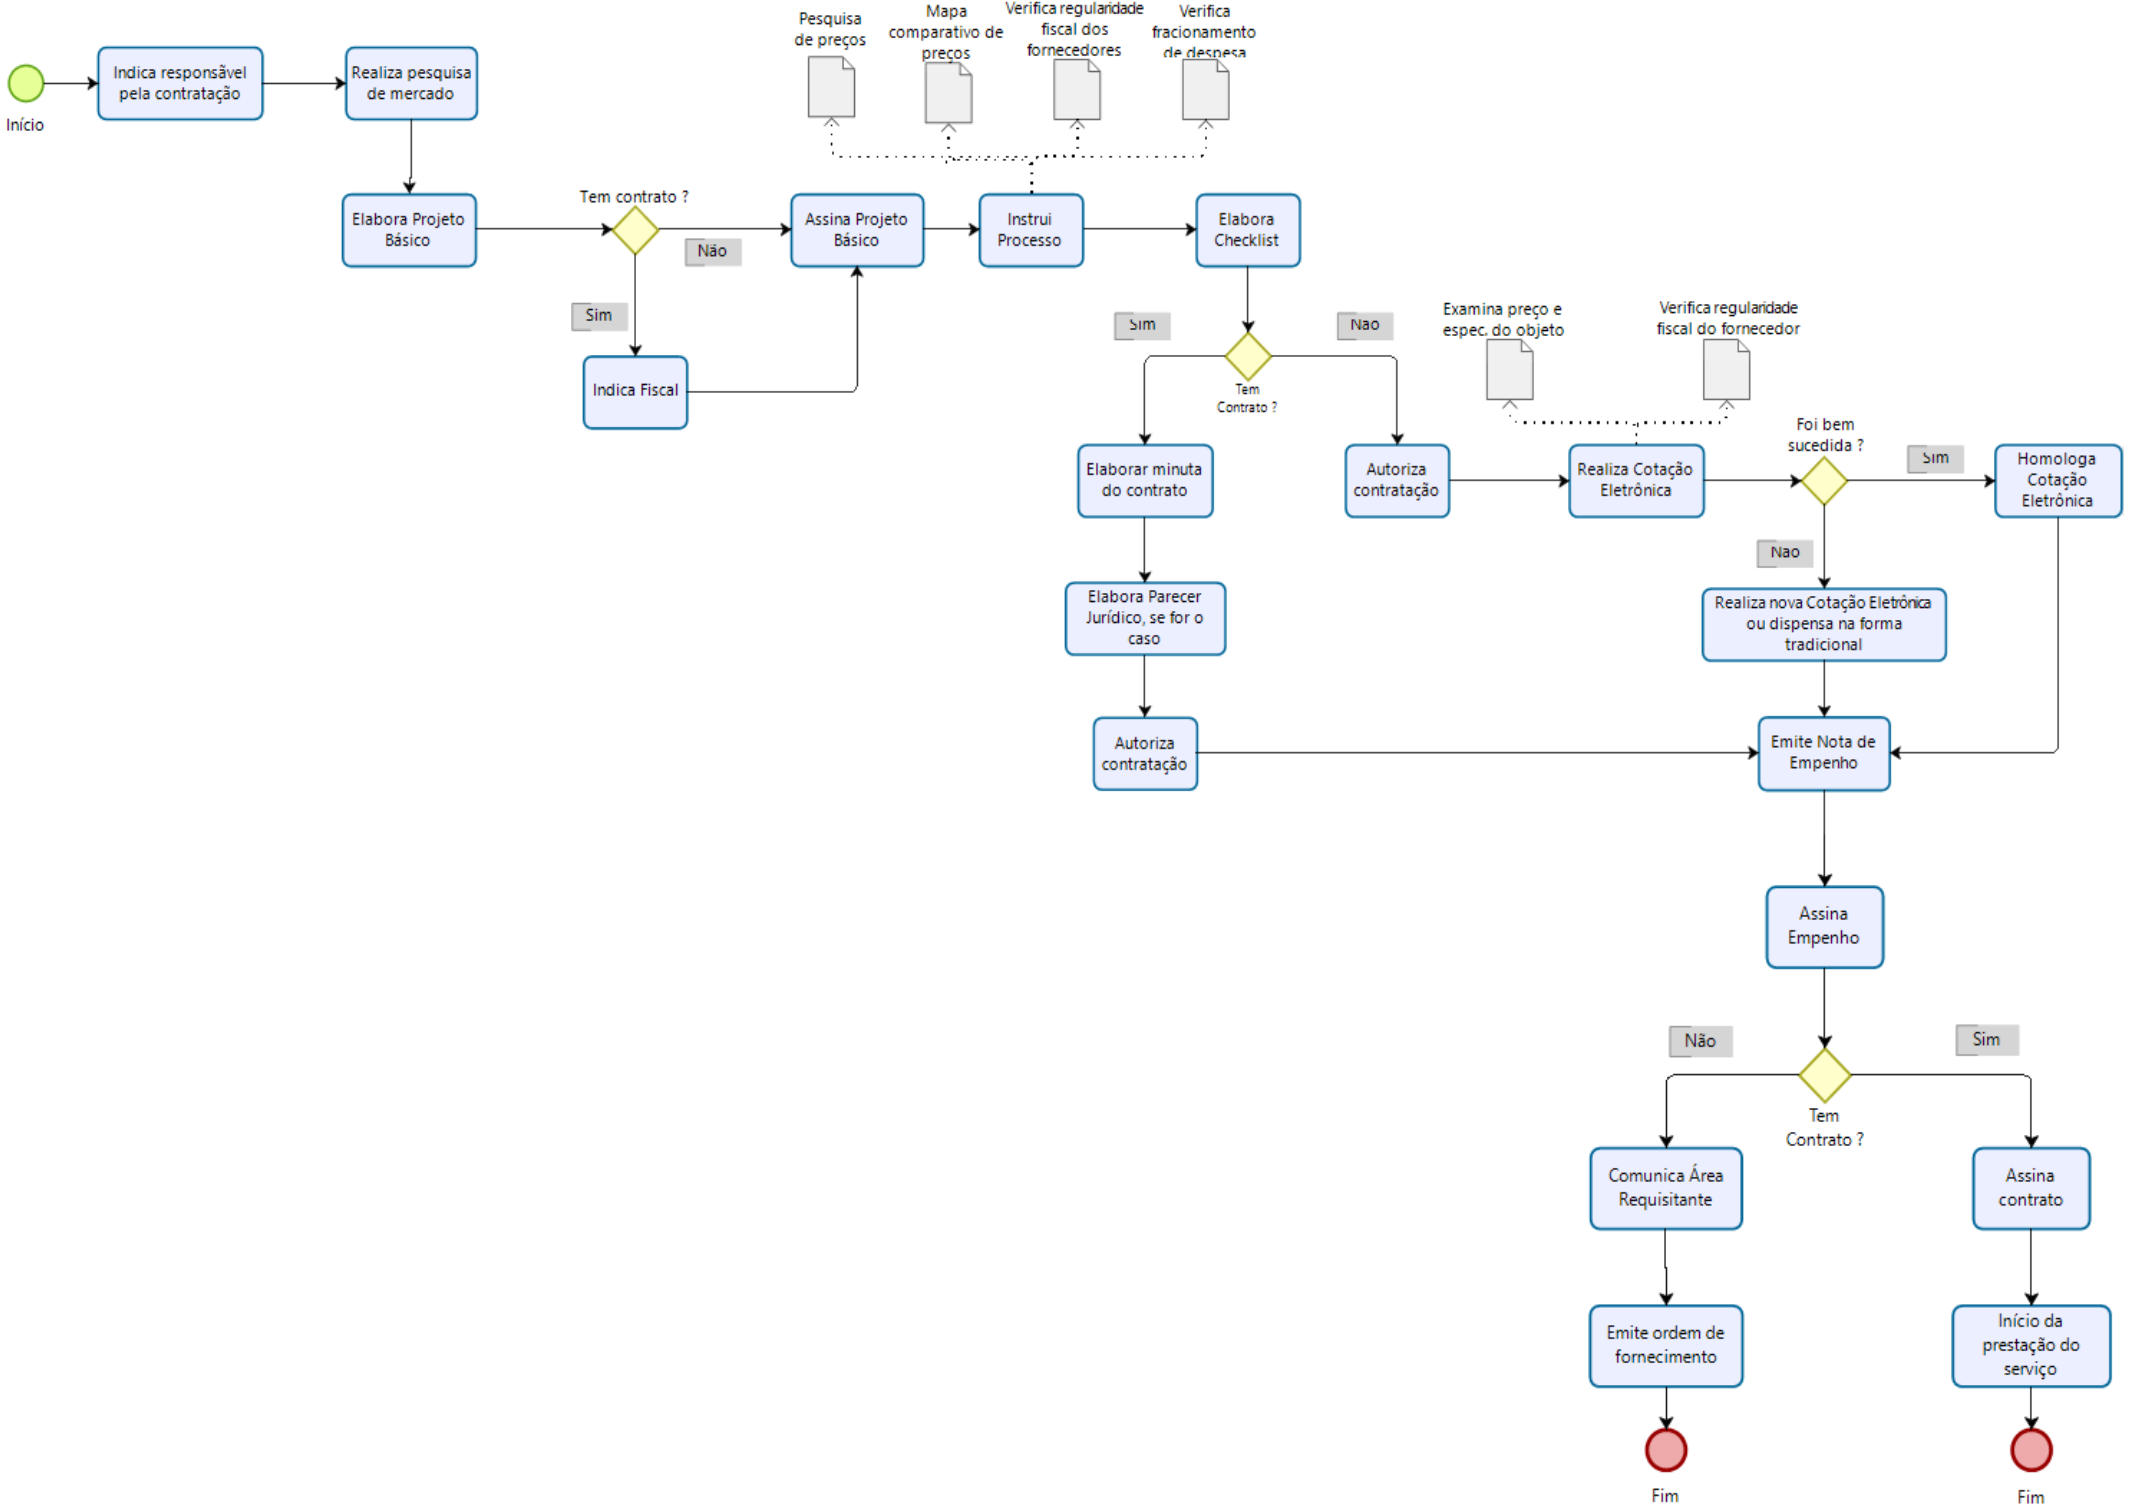 Pesquisa
de preços
Mapa
comparativo de
preços
Verifica regularidade
fiscal dos
fornecedores
Verifica
fracionamento
de despesa
Início
Indica responsãvel
pela contratação
Realiza pesquisa
de mercado
Elabora Projeto
Básico
Tem contrato ?
Não
Sim
Indica Fiscal
Assina Projeto
Básico
Instrui
Processo
Elabora
Checklist
Sim
Não
Tem
Contrato ?
Examina preço e
espec. do objeto
Verifica regularidade
fiscal do fornecedor
Elaborar minuta
do contrato
Autoriza
contratação
Realiza Cotação
Eletrônica
Foi bem
sucedida ?
Sim
Homologa
Cotação
Eletrônica
Não
Elabora Parecer
Jurídico, se for o
caso
Realiza nova Cotação Eletrônica
ou dispensa na forma
tradicional
Autoriza
contratação
Emite Nota de
Empenho
Assina
Empenho
Não
Sim
Tem
Contrato ?
Comunica Área
Requisitante
Assina
contrato
Emite ordem de
fornecimento
Início da
prestação do
serviço
Fim
Fim